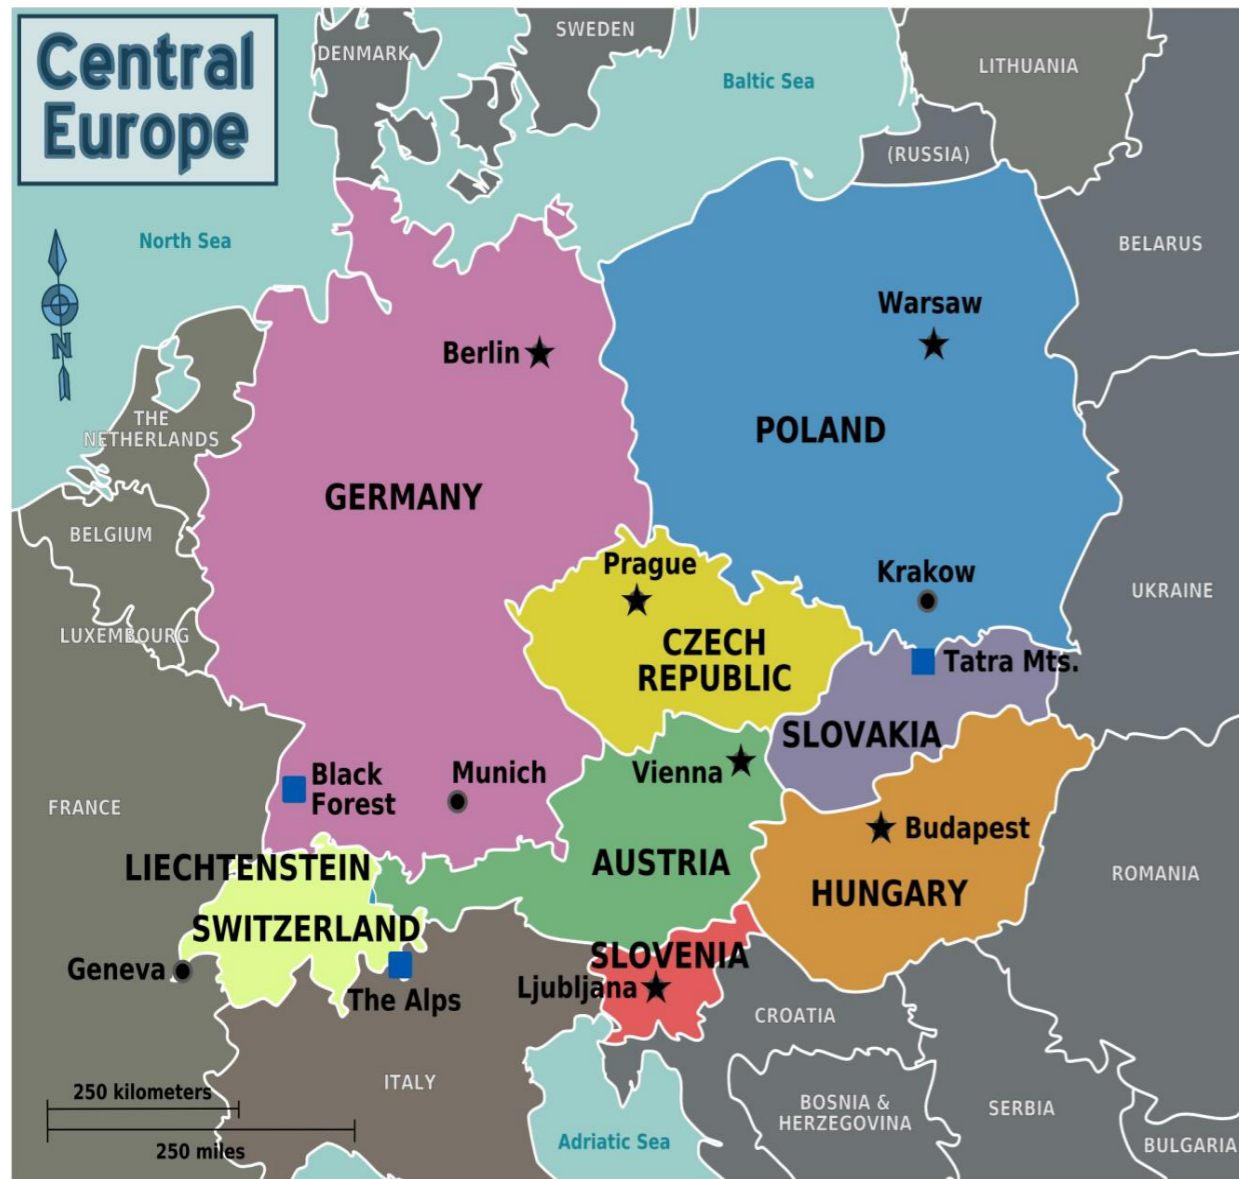 Central
Europe
DENMARK
SWEDEN
LITHUANIA
Baltic Sea
(RUSSIA)
North Sea
BELARUS
N
Warsaw
Berlin
THE
NETHERLANDS
POLAND
GERMANY
BELGIUM
Prague
Krakow
UKRAINE
LUXEMBOURG
CZECH
REPUBLIC
Tatra Mts.
SLOVAKIA
Black
Forest
Munich
Vienna
FRANCE
Budapest
LIECHTENSTEIN
AUSTRIA
ROMANIA
HUNGARY
SWITZERLAND
SLOVENIA
Geneva
The Alps
Ljubljana
CROATIA
ITALY
250 kilometers
250 miles
BOSNIA &
HERZEGOVINA
SERBIA
Adriatic Sea
BULGARIA